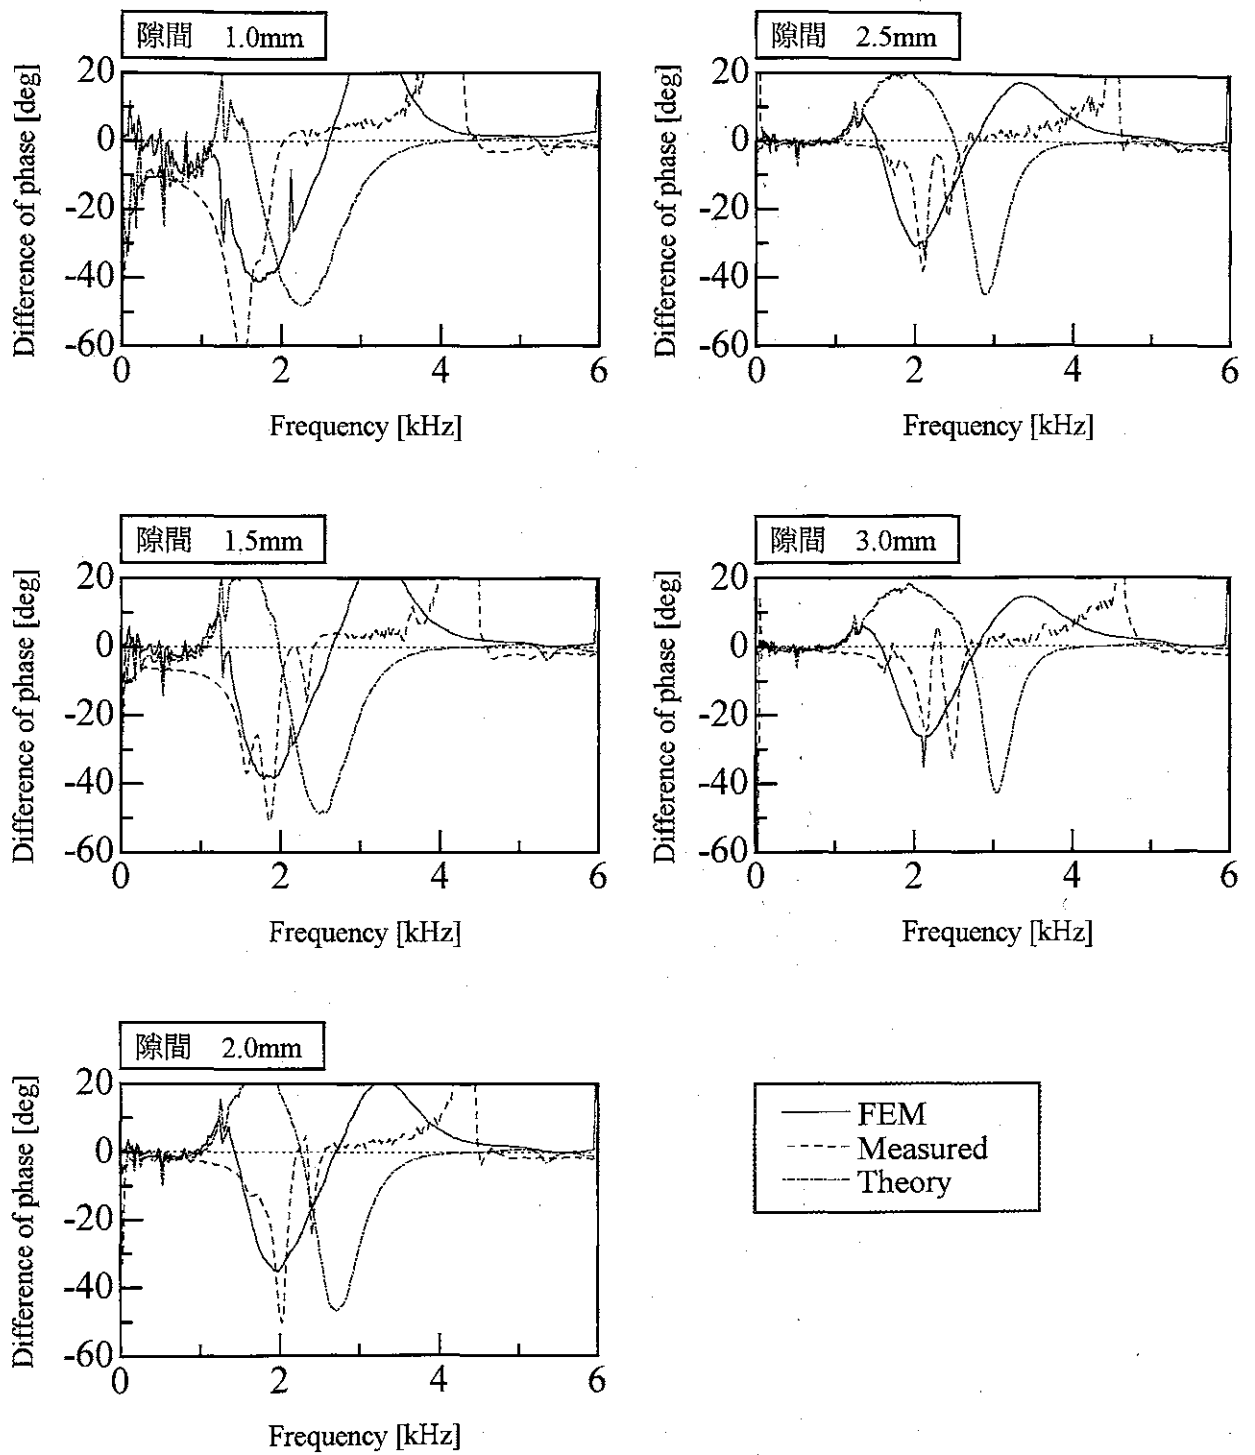 隙間 1.0mm
Difference of phase [deg]
20
0
-20
-40
-60
0 2 4 6
Frequency [kHz]
隙間 2.5mm
Difference of phase [deg]
20
0
-20
-40
-60
0 2 4 6
Frequency [kHz]
隙間 1.5mm
Difference of phase [deg]
20
0
-20
-40
-60
0 2 4 6
Frequency [kHz]
隙間 3.0mm
Difference of phase [deg]
20
0
-20
-40
-60
0 2 4 6
Frequency [kHz]
隙間 2.0mm
Difference of phase [deg]
20
0
-20
-40
-60
0 2 4 6
Frequency [kHz]
FEM
Measured
Theory